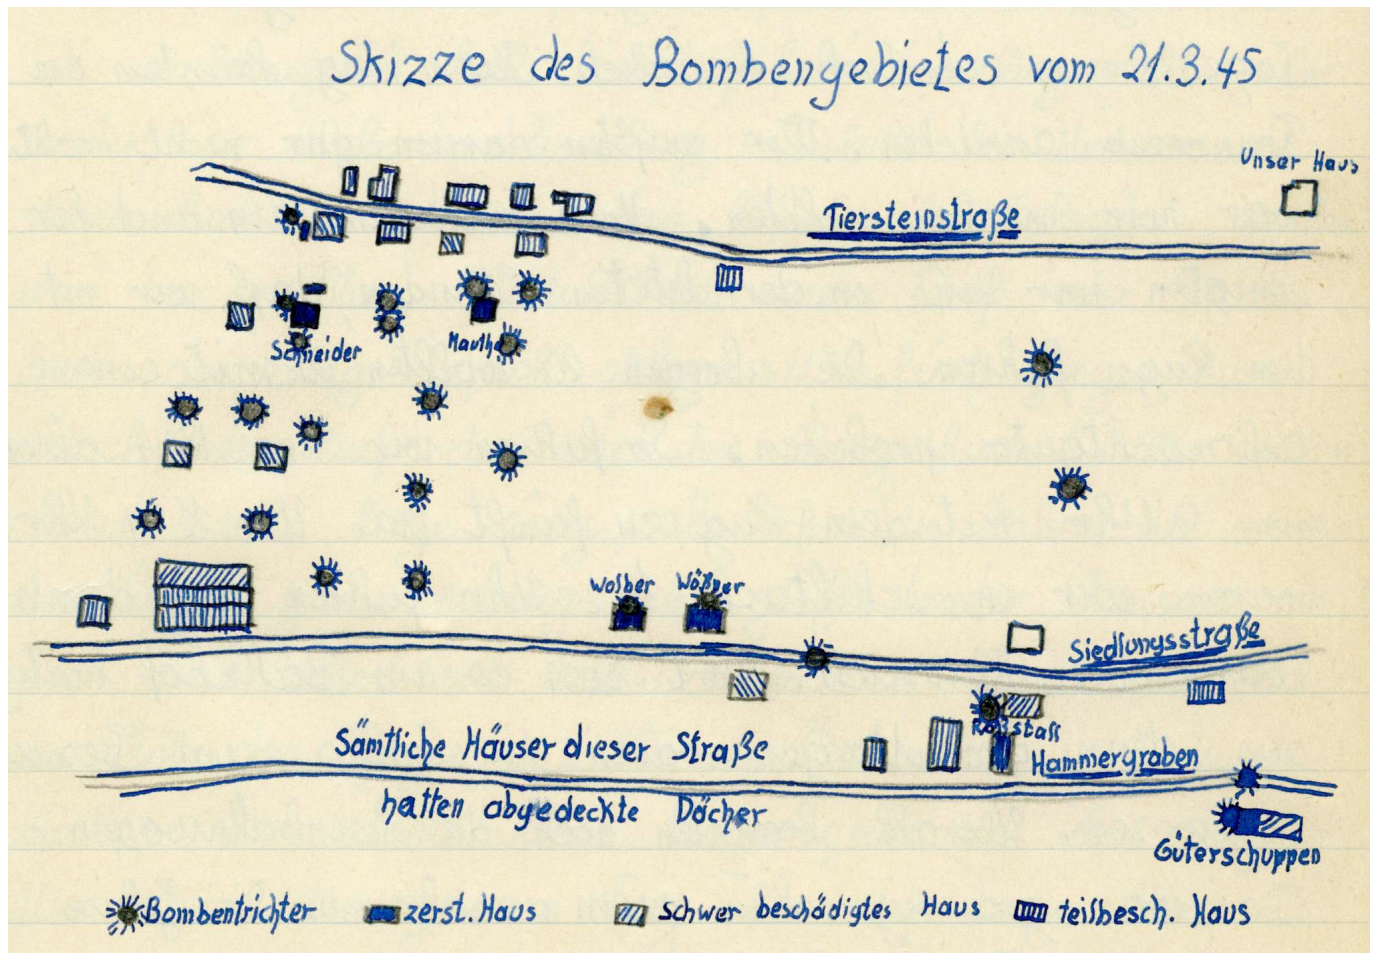 Skizze des Bombengebietes vom 21.3.45
Unser Haus
Tiersteinstraße
Schneider
Mauthe
Wolber
Wößner
Siedlungsstraße
Roßstall
Sämtliche Häuser dieser Straße
Hammergraben
hatten abgedeckte Dächer
Güterschuppen
Bombentrichter
zerst. Haus
Schwer beschädigtes Haus
teilbesch. Haus